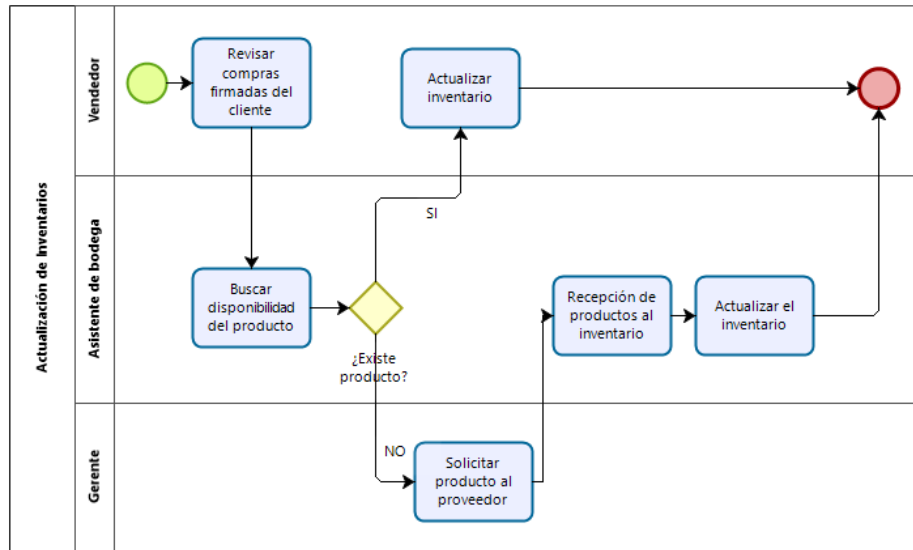 Actualización de Inventarios
Vendedor
Revisar
compras
firmadas del
cliente
Actualizar
inventario
Asistente de bodega
SI
Buscar
disponibilidad
del producto
¿Existe
producto?
Recepción de
productos al
inventario
Actualizar el
inventario
Gerente
NO
Solicitar
producto al
proveedor